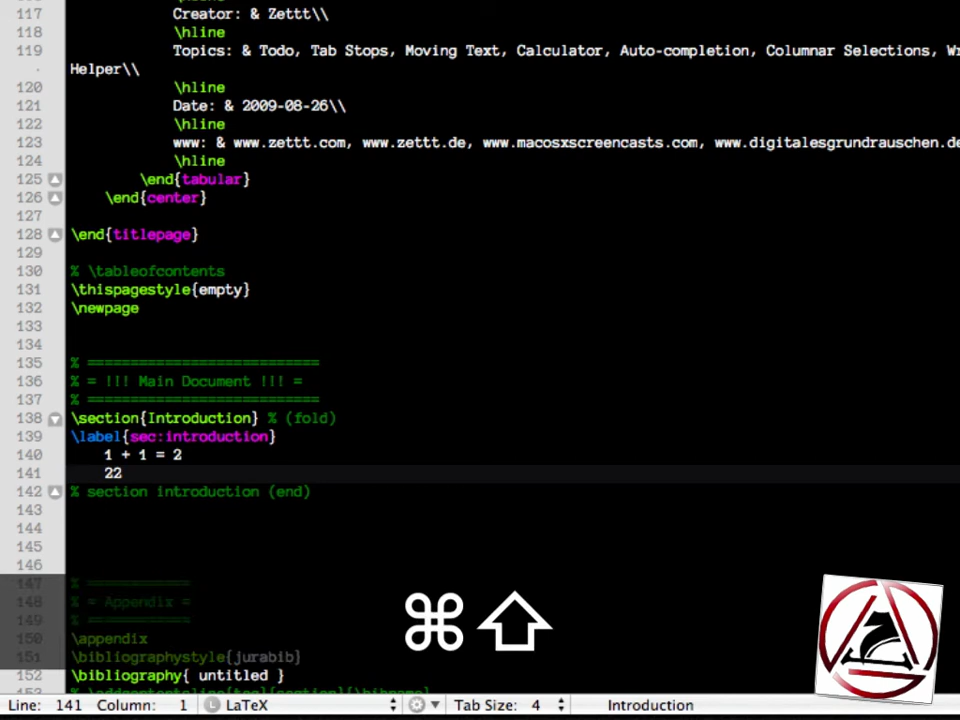 117 Creator: & Zettt\\
118 \hline
119 Topics: & Todo, Tab Stops, Moving Text, Calculator, Auto-completion, Columnar Selections,
Helper\\
120 \hline
121 Date: & 2009-08-26\\
122 \hline
123 www: & www.zettt.com, www.zettt.de, www.macosxscreencasts.com, www.digitalesgrundrauschen.de
124 \hline
125 \end{tabular}
126 \end{center}
127
128 \end{titlepage}
129
130 % \tableofcontents
131 \thispagestyle{empty}
132 \newpage
133
134
135 % ===========================
136 % = !!! Main Document !!! =
137 % ===========================
138 \section{Introduction} % (fold)
139 \label{sec:introduction}
140 1 + 1 = 2
141 22
142 % section introduction (end)
143
144
145
146
147 % ============
148 % = Appendix =
149 % ============
150 \appendix
151 \bibliographystyle{jurabib}
152 \bibliography{ untitled }
⌘⇧
Line: 141 Column: 1 L LaTeX Tab Size: 4 Introduction